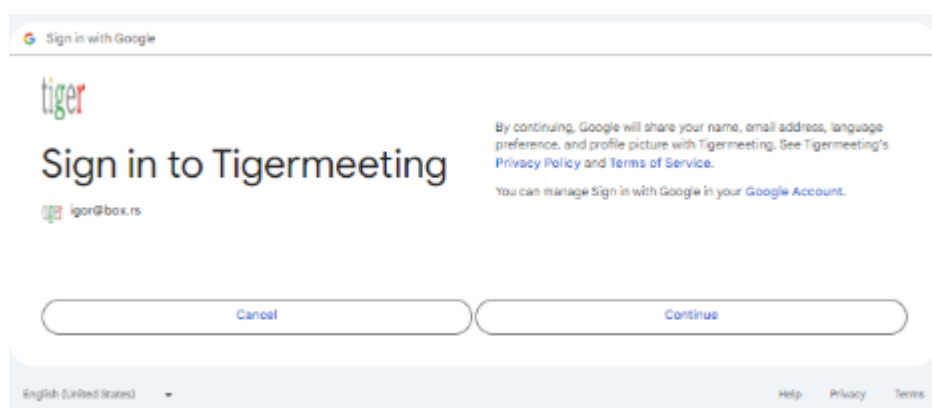 Sign in with Google
tiger
Sign in to Tigermeeting
igor@box.rs
By continuing, Google will share your name, email address, language
preference, and profile picture with Tigermeeting. See Tigermeeting's
Privacy Policy and Terms of Service.
You can manage Sign in with Google in your Google Account.
Cancel
Continue
English (United States)
Help Privacy Terms